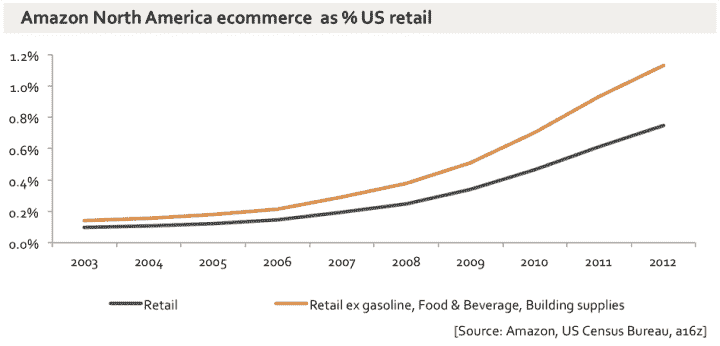 Amazon North America ecommerce as % US retail
1.2%
1.0%
0.8%
0.6%
0.4%
0.2%
0.0%
2003 2004 2005 2006 2007 2008 2009 2010 2011 2012
Retail Retail ex gasoline, Food & Beverage, Building supplies
[Source: Amazon, US Census Bureau, a16z]